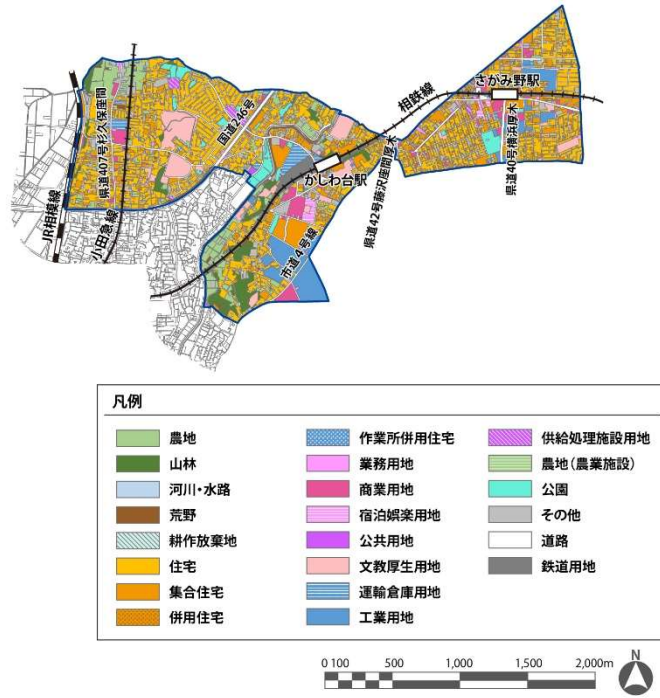 さがみ野駅
相鉄線
国道246号
県道407号杉久保座間
県道40号横浜厚木
かしわ台駅
県道42号藤沢座間厚木
JR相模線
小田急線
市道4号線
凡例
農地
山林
河川・水路
荒野
耕作放棄地
住宅
集合住宅
併用住宅
作業所併用住宅
業務用地
商業用地
宿泊娯楽用地
公共用地
文教厚生用地
運輸倉庫用地
工業用地
供給処理施設用地
農地(農業施設)
公園
その他
道路
鉄道用地
0 100 500 1,000 1,500 2,000m
N